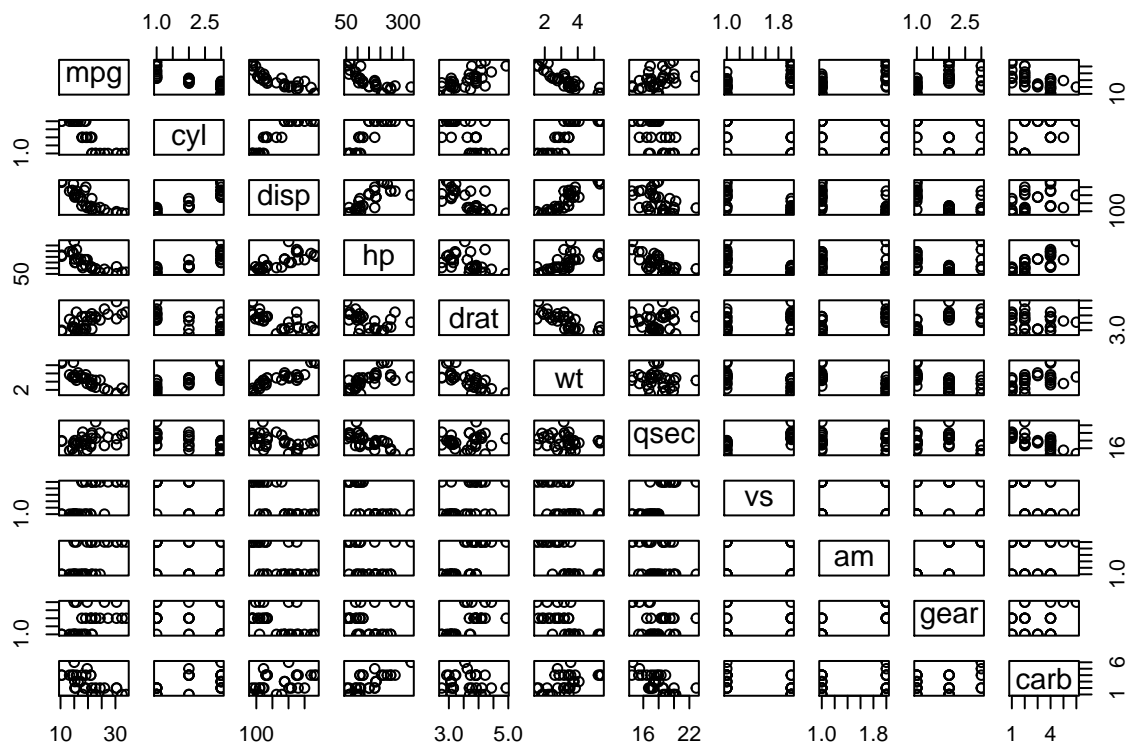 1.0 2.5 50 300 2 4 1.0 1.8 1.0 2.5
mpg 10
1.0 cyl
disp 100
50 hp
drat 3.0
2 wt
qsec 16
1.0 vs
am 1.0
1.0 gear
carb 1 6
10 30 100 3.0 5.0 16 22 1.0 1.8 1 4